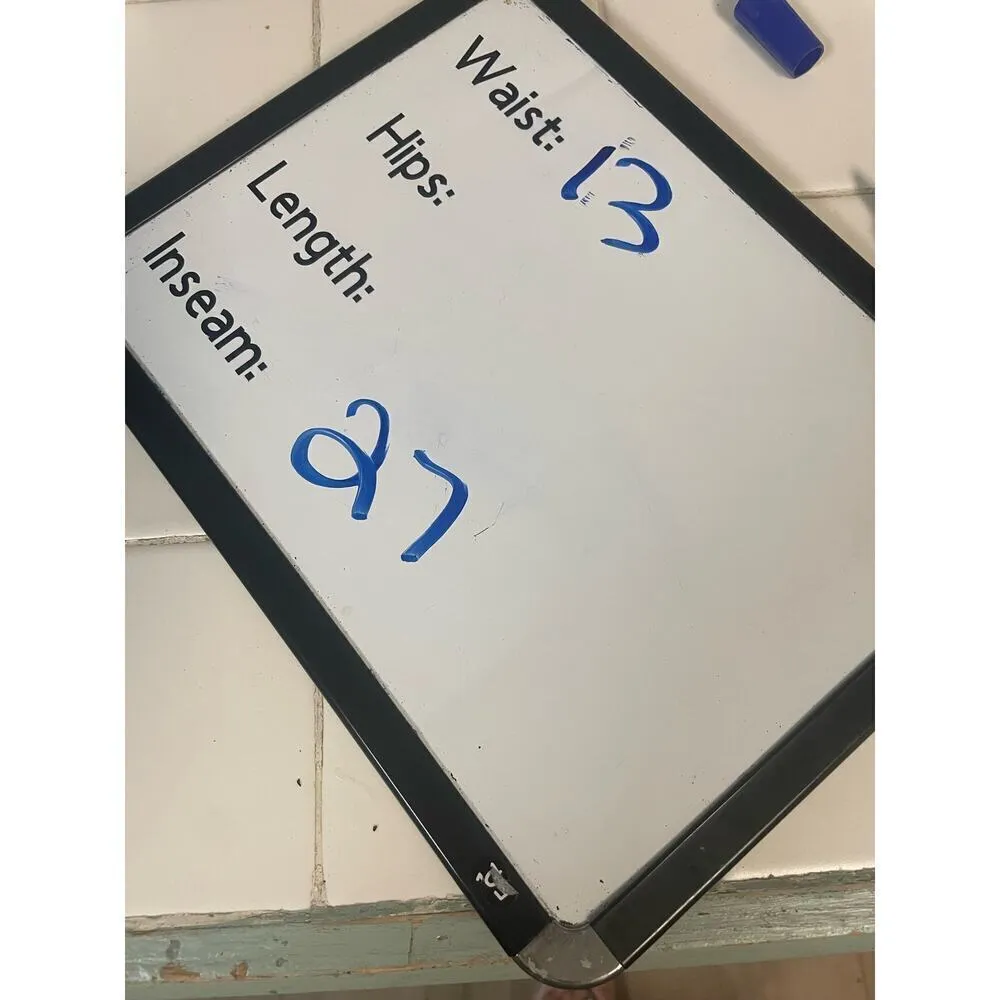 Waist: 13
Hips:
Length:
Inseam: 27